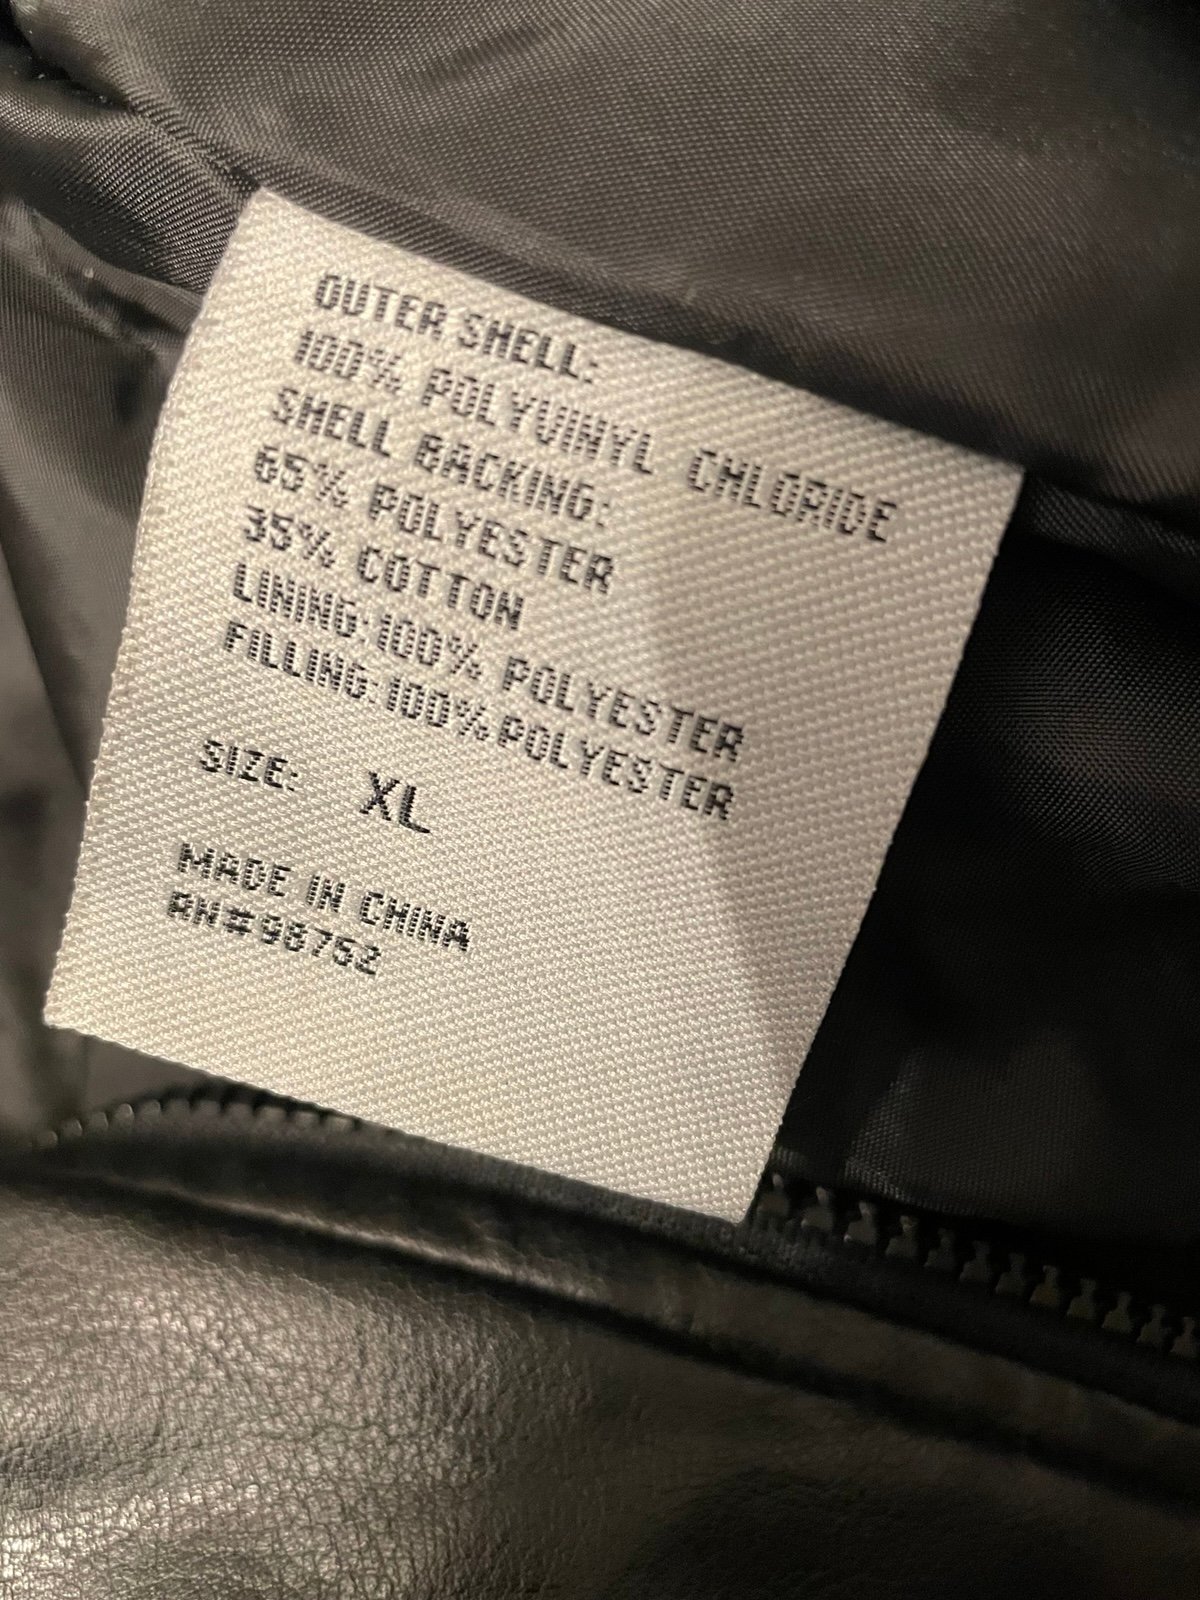 OUTER SHELL:
100% POLYVINYL CHLORIDE
SHELL BACKING:
65% POLYESTER
35% COTTON
LINING:100% POLYESTER
FILLING:100% POLYESTER
SIZE: XL
MADE IN CHINA
RN#98752